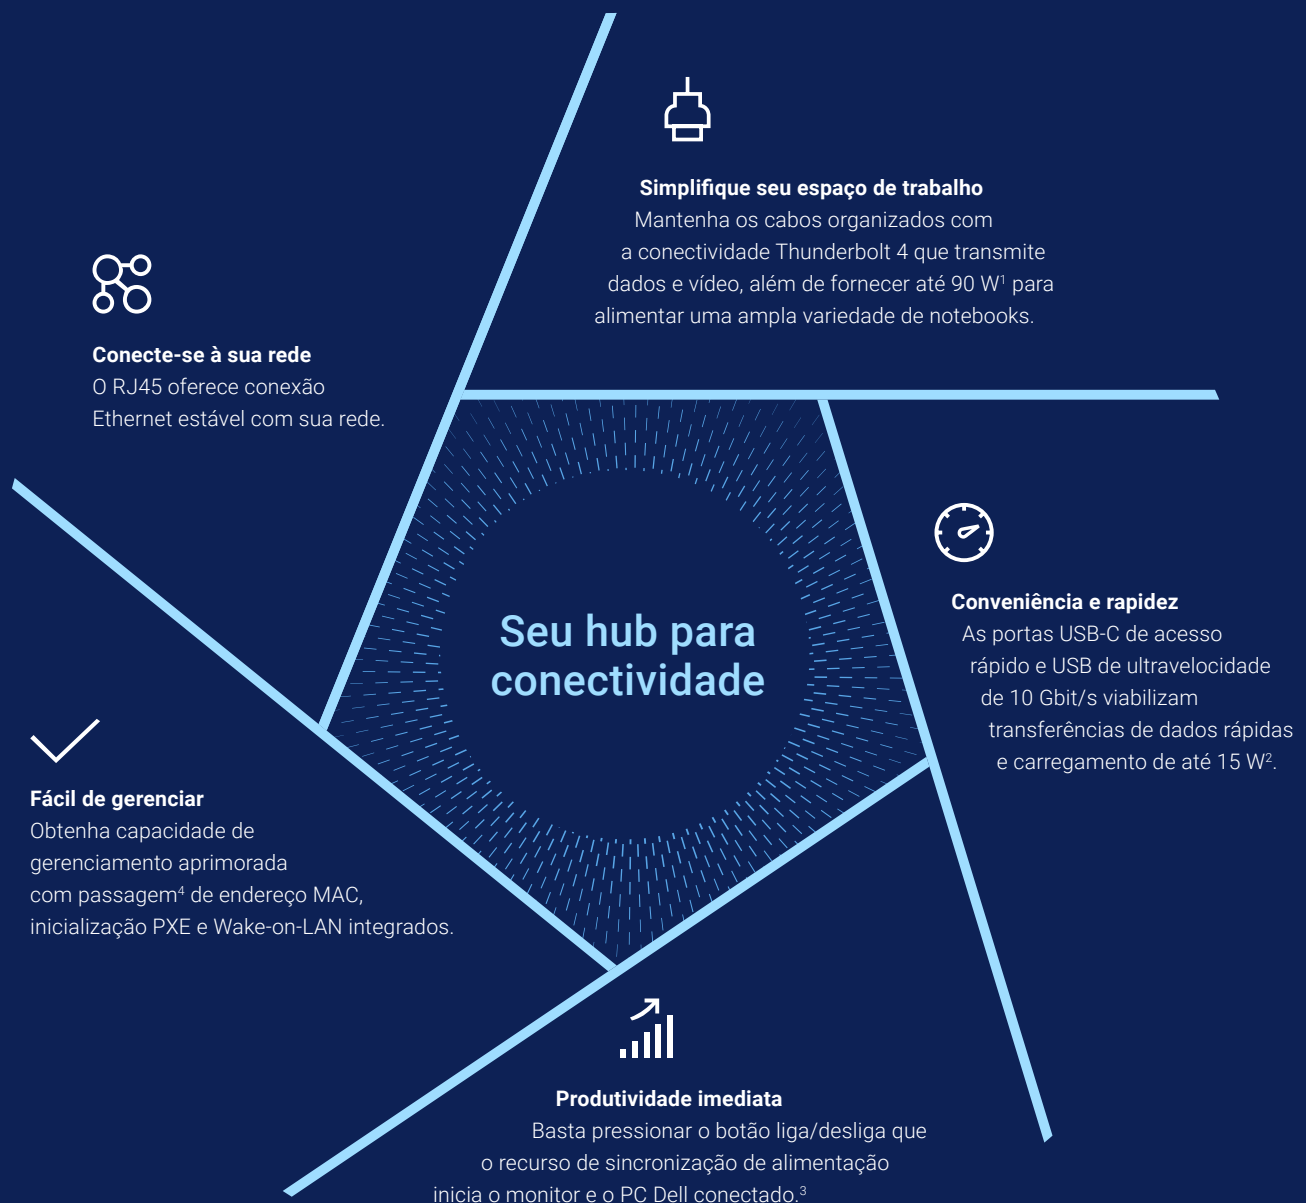 Simplifique seu espaço de trabalho
Mantenha os cabos organizados com
a conectividade Thunderbolt 4 que transmite
dados e vídeo, além de fornecer até 90 W¹ para
alimentar uma ampla variedade de notebooks.
Conecte-se à sua rede
O RJ45 oferece conexão
Ethernet estável com sua rede.
Seu hub para
conectividade
Conveniência e rapidez
As portas USB-C de acesso
rápido e USB de ultravelocidade
de 10 Gbit/s viabilizam
transferências de dados rápidas
e carregamento de até 15 W².
Fácil de gerenciar
Obtenha capacidade de
gerenciamento aprimorada
com passagem⁴ de endereço MAC,
inicialização PXE e Wake-on-LAN integrados.
Produtividade imediata
Basta pressionar o botão liga/desliga que
o recurso de sincronização de alimentação
inicia o monitor e o PC Dell conectado.³